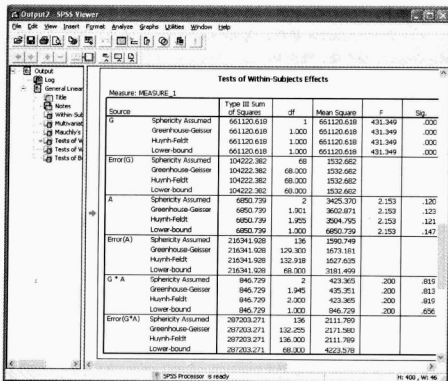 Output2 - SPSS Viewer
File Edit View Insert Format Analyze Graphs Utilities Window Help
Output
Log
General Linear
Title
Notes
Within Sub
Multivariat
Mauchly's
Tests of W
Tests of W
Tests of B
Tests of Within-Subjects Effects
Measure: MEASURE_1
Source Type III Sum of Squares df Mean Square F Sig.
G Sphericity Assumed 661120.618 1 661120.618 431.349 .000
Greenhouse-Geisser 661120.618 1.000 661120.618 431.349 .000
Huynh-Feldt 661120.618 1.000 661120.618 431.349 .000
Lower-bound 661120.618 1.000 661120.618 431.349 .000
Error(G) Sphericity Assumed 104222.382 68 1532.682
Greenhouse-Geisser 104222.382 68.000 1532.682
Huynh-Feldt 104222.382 68.000 1532.682
Lower-bound 104222.382 68.000 1532.682
A Sphericity Assumed 6850.739 2 3425.370 2.153 .120
Greenhouse-Geisser 6850.739 1.901 3602.871 2.153 .123
Huynh-Feldt 6850.739 1.955 3504.795 2.153 .121
Lower-bound 6850.739 1.000 6850.739 2.153 .147
Error(A) Sphericity Assumed 216341.928 136 1590.749
Greenhouse-Geisser 216341.928 129.300 1673.181
Huynh-Feldt 216341.928 132.918 1627.635
Lower-bound 216341.928 68.000 3181.499
G * A Sphericity Assumed 846.729 2 423.365 .200 .819
Greenhouse-Geisser 846.729 1.945 435.351 .200 .813
Huynh-Feldt 846.729 2.000 423.365 .200 .819
Lower-bound 846.729 1.000 846.729 .200 .656
Error(G*A) Sphericity Assumed 287203.271 136 2111.789
Greenhouse-Geisser 287203.271 132.255 2171.580
Huynh-Feldt 287203.271 136.000 2111.789
Lower-bound 287203.271 68.000 4223.578
SPSS Processor is ready
H: 400 , W: 46